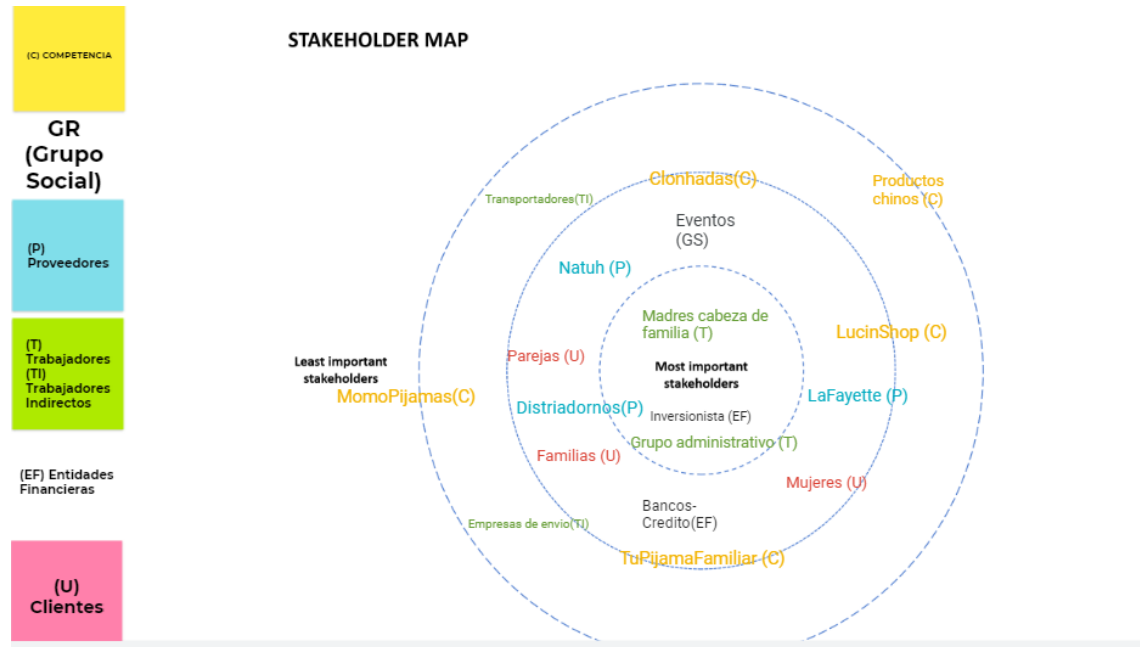 (C) COMPETENCIA
GR
(Grupo
Social)
(P)
Proveedores
(T)
Trabajadores
(TI)
Trabajadores
Indirectos
(EF) Entidades
Financieras
(U)
Clientes
STAKEHOLDER MAP
Clonhadas(C)
Productos
chinos (C)
Transportadores(TI)
Eventos
(GS)
Natuh (P)
Madres cabeza de
familia (T)
LucinShop (C)
Parejas (U)
Least important
stakeholders
Most important
stakeholders
MomoPijamas(C)
LaFayette (P)
Distriadornos(P)
Inversionista (EF)
Grupo administrativo (T)
Familias (U)
Mujeres (U)
Bancos-
Credito(EF)
Empresas de envio(TI)
TuPijamaFamiliar (C)